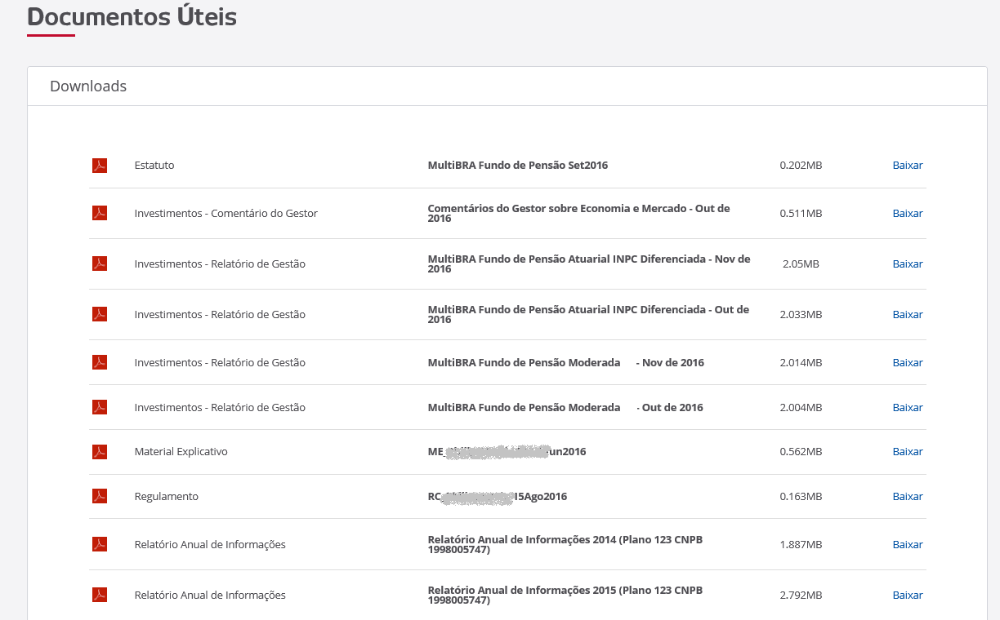 Documentos Úteis
Downloads
Estatuto MultiBRA Fundo de Pensão Set2016 0.202MB Baixar
Investimentos - Comentário do Gestor Comentários do Gestor sobre Economia e Mercado - Out de 0.511MB Baixar
2016
Investimentos - Relatório de Gestão MultiBRA Fundo de Pensão Atuarial INPC Diferenciada - Nov de 2.05MB Baixar
2016
Investimentos - Relatório de Gestão MultiBRA Fundo de Pensão Atuarial INPC Diferenciada - Out de 2.033MB Baixar
2016
Investimentos - Relatório de Gestão MultiBRA Fundo de Pensão Moderada - Nov de 2016 2.014MB Baixar
Investimentos - Relatório de Gestão MultiBRA Fundo de Pensão Moderada - Out de 2016 2.004MB Baixar
Material Explicativo ME_ un2016 0.562MB Baixar
Regulamento RC 15Ago2016 0.163MB Baixar
Relatório Anual de Informações Relatório Anual de Informações 2014 (Plano 123 CNPB 1.887MB Baixar
1998005747)
Relatório Anual de Informações Relatório Anual de Informações 2015 (Plano 123 CNPB 2.792MB Baixar
1998005747)